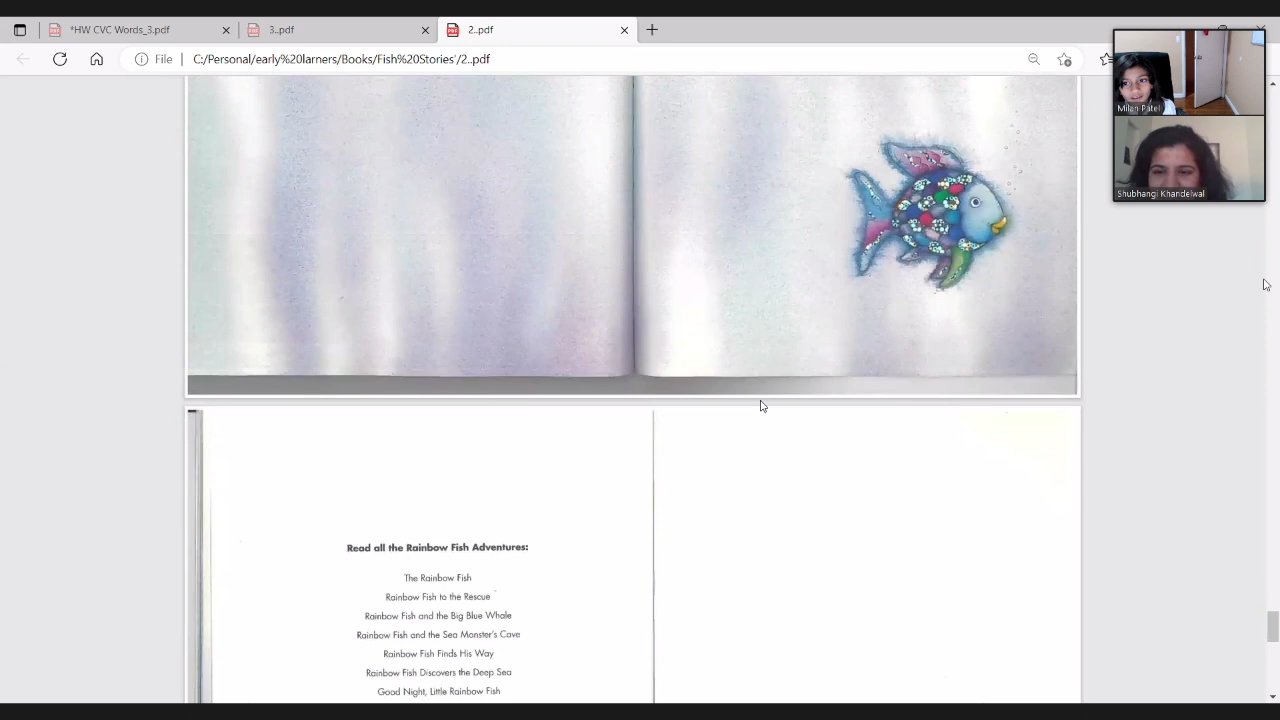 *HW CVC Words_3.pdf
3..pdf
2..pdf
File
C:/Personal/early%20larners/Books/Fish%20Stories'/2..pdf
Milan Patel
Shubhangi Khandelwal
Read all the Rainbow Fish Adventures:
The Rainbow Fish
Rainbow Fish to the Rescue
Rainbow Fish and the Big Blue Whale
Rainbow Fish and the Sea Monster's Cave
Rainbow Fish Finds His Way
Rainbow Fish Discovers the Deep Sea
Good Night, Little Rainbow Fish